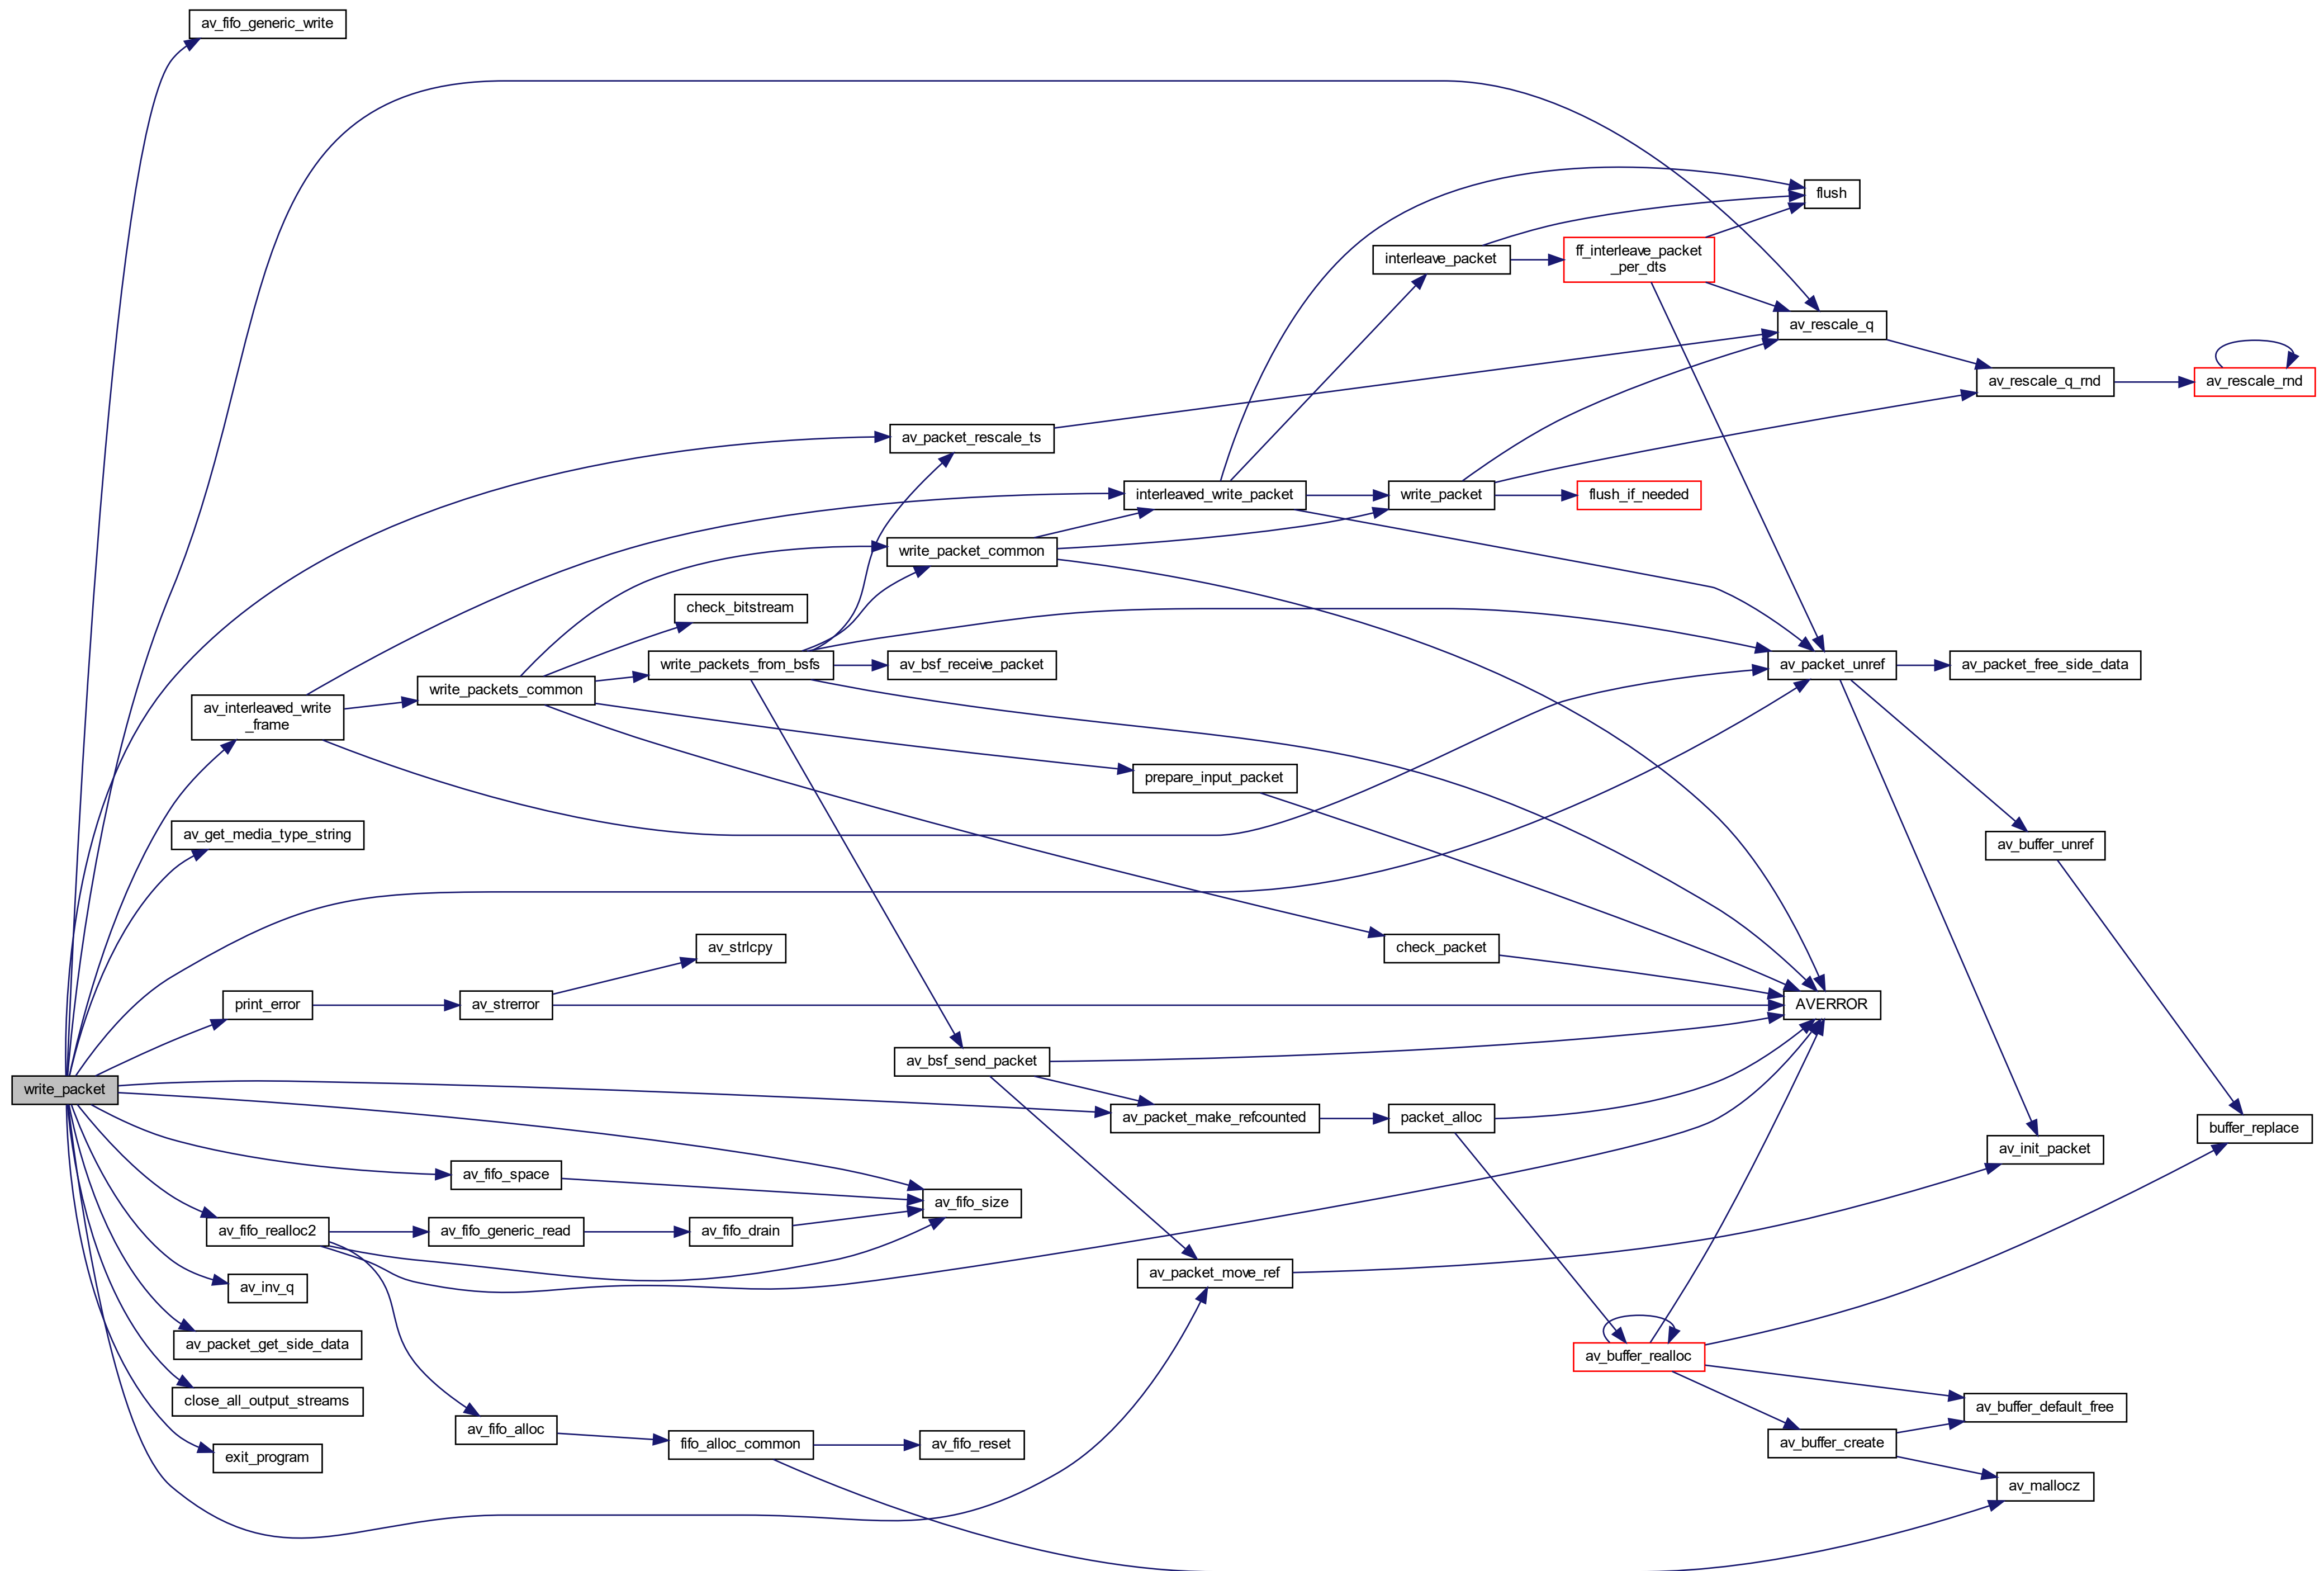 av_fifo_generic_write
flush
interleave_packet
ff_interleave_packet
_per_dts
av_rescale_q
av_rescale_q_rnd
av_rescale_rnd
av_packet_rescale_ts
interleaved_write_packet
write_packet
flush_if_needed
write_packet_common
check_bitstream
write_packets_from_bsfs
av_bsf_receive_packet
av_packet_unref
av_packet_free_side_data
write_packets_common
av_interleaved_write
_frame
prepare_input_packet
av_get_media_type_string
av_buffer_unref
av_strlcpy
check_packet
print_error
av_strerror
AVERROR
av_bsf_send_packet
write_packet
av_packet_make_refcounted
packet_alloc
buffer_replace
av_init_packet
av_fifo_space
av_fifo_size
av_fifo_realloc2
av_fifo_generic_read
av_fifo_drain
av_packet_move_ref
av_inv_q
av_packet_get_side_data
av_buffer_realloc
close_all_output_streams
av_buffer_default_free
av_fifo_alloc
fifo_alloc_common
av_fifo_reset
av_buffer_create
exit_program
av_mallocz